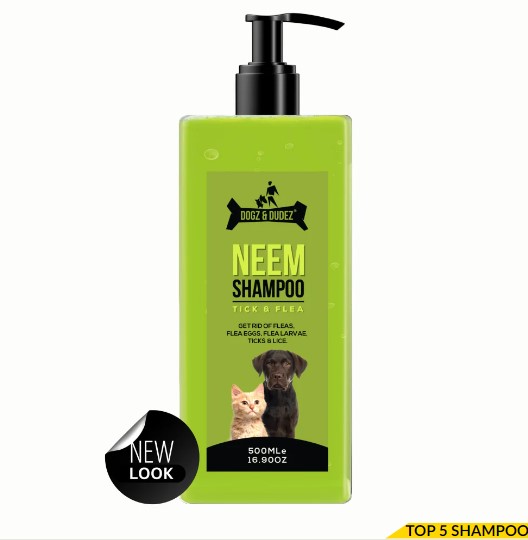 DOGZ & DUDEZ
NEEM
SHAMPOO
TICK & FLEA
GET RID OF FLEAS,
FLEA EGGS, FLEA LARVAE,
TICKS & LICE.
500MLe
16.90OZ
NEW
LOOK
TOP 5 SHAMPOO